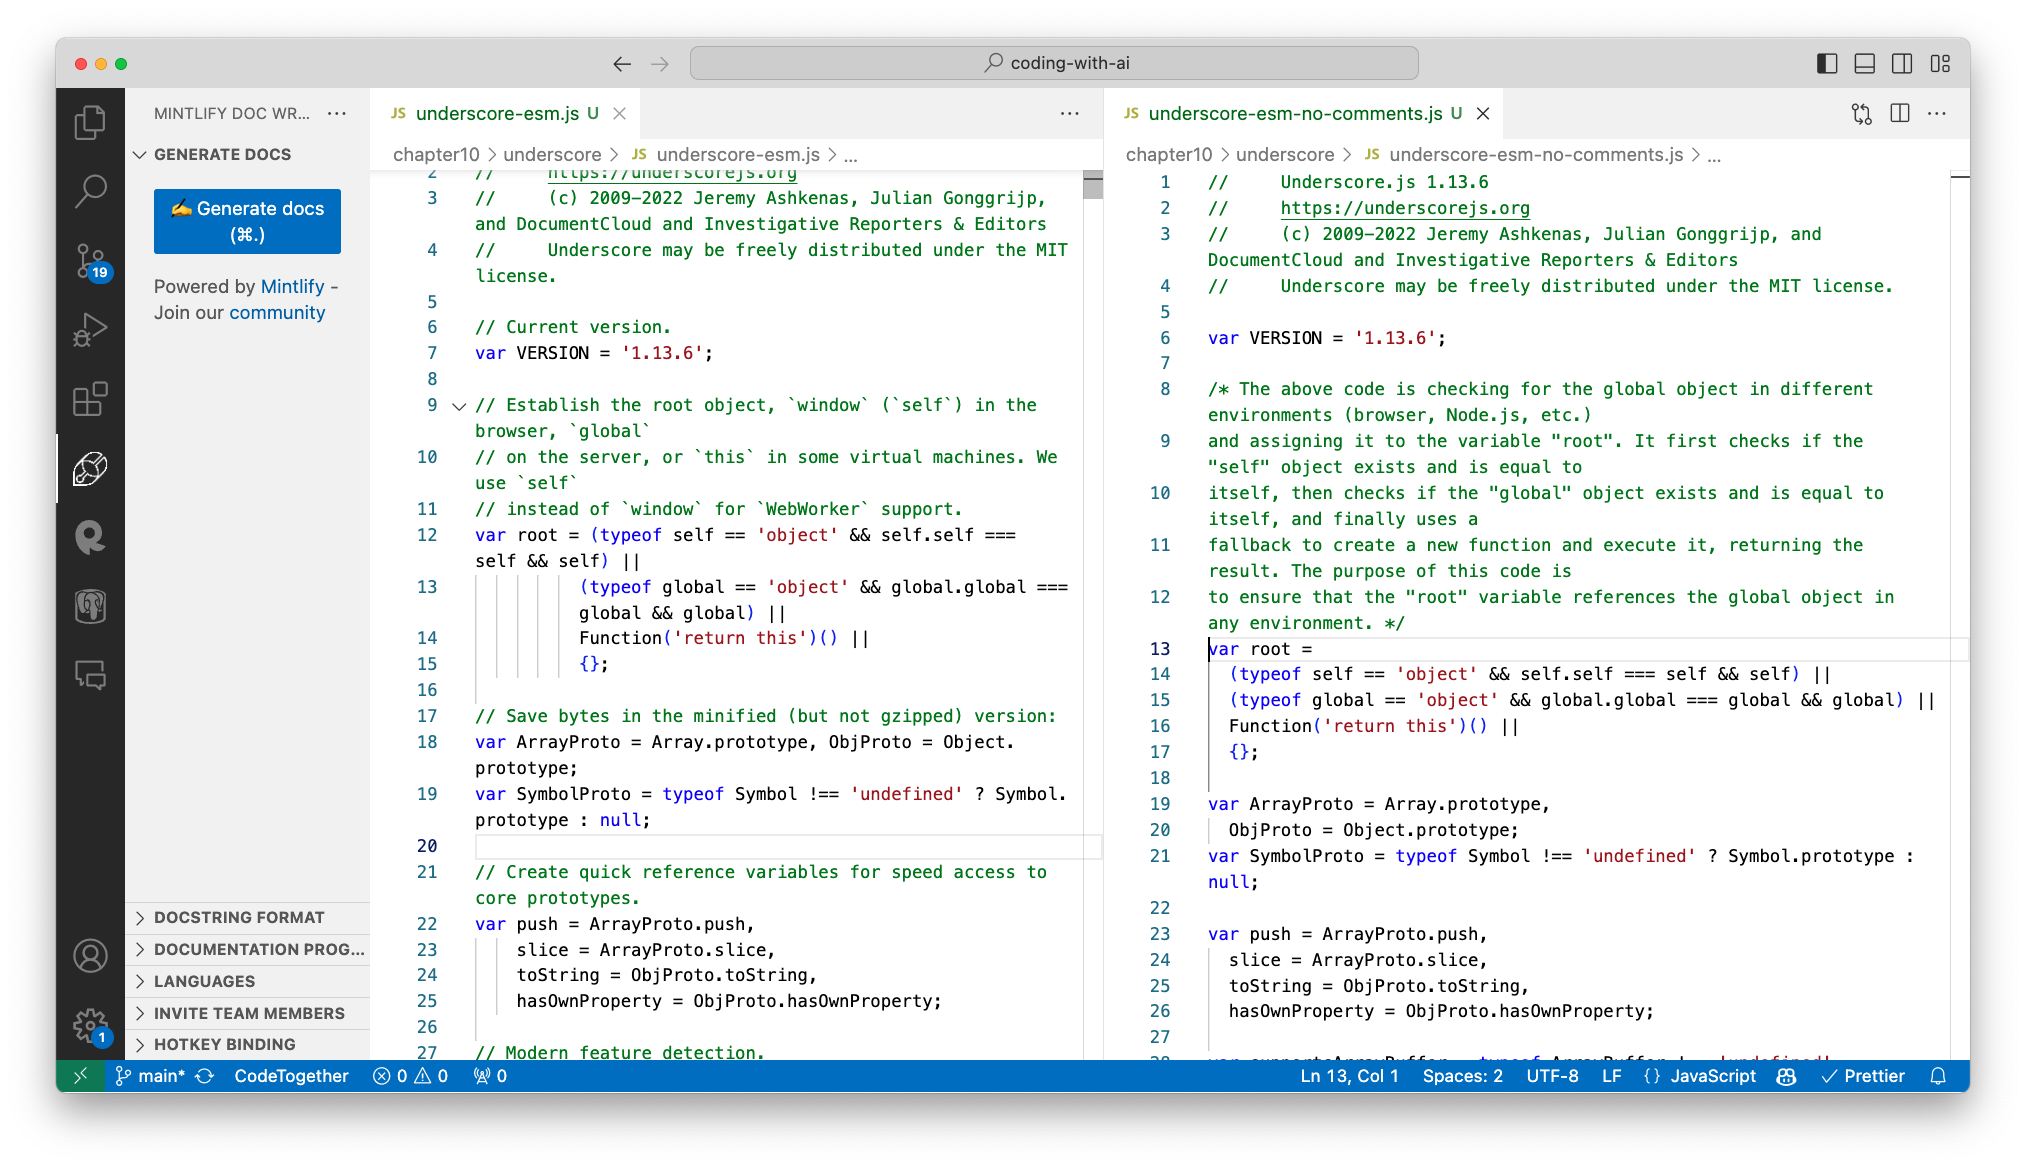 coding-with-ai
MINTLIFY DOC WR... ...
GENERATE DOCS
✍️ Generate docs
(⌘.)
Powered by Mintlify -
Join our community
19
DOCSTRING FORMAT
DOCUMENTATION PROG...
LANGUAGES
INVITE TEAM MEMBERS
HOTKEY BINDING
1
JS underscore-esm.js U
chapter10 > underscore > JS underscore-esm.js > ...
2 // https://underscorejs.org
3 // (c) 2009–2022 Jeremy Ashkenas, Julian Gonggrijp,
and DocumentCloud and Investigative Reporters & Editors
4 // Underscore may be freely distributed under the MIT
license.
5
6 // Current version.
7 var VERSION = '1.13.6';
8
9 // Establish the root object, `window` (`self`) in the
browser, `global`
10 // on the server, or `this` in some virtual machines. We
use `self`
11 // instead of `window` for `WebWorker` support.
12 var root = (typeof self == 'object' && self.self ===
self && self) ||
13 (typeof global == 'object' && global.global ===
global && global) ||
14 Function('return this')() ||
15 {};
16
17 // Save bytes in the minified (but not gzipped) version:
18 var ArrayProto = Array.prototype, ObjProto = Object.
prototype;
19 var SymbolProto = typeof Symbol !== 'undefined' ? Symbol.
prototype : null;
20
21 // Create quick reference variables for speed access to
core prototypes.
22 var push = ArrayProto.push,
23 slice = ArrayProto.slice,
24 toString = ObjProto.toString,
25 hasOwnProperty = ObjProto.hasOwnProperty;
26
27 // Modern feature detection.
JS underscore-esm-no-comments.js U
chapter10 > underscore > JS underscore-esm-no-comments.js > ...
1 // Underscore.js 1.13.6
2 // https://underscorejs.org
3 // (c) 2009–2022 Jeremy Ashkenas, Julian Gonggrijp, and
DocumentCloud and Investigative Reporters & Editors
4 // Underscore may be freely distributed under the MIT license.
5
6 var VERSION = '1.13.6';
7
8 /* The above code is checking for the global object in different
environments (browser, Node.js, etc.)
9 and assigning it to the variable "root". It first checks if the
"self" object exists and is equal to
10 itself, then checks if the "global" object exists and is equal to
itself, and finally uses a
11 fallback to create a new function and execute it, returning the
result. The purpose of this code is
12 to ensure that the "root" variable references the global object in
any environment. */
13 var root =
14 (typeof self == 'object' && self.self === self && self) ||
15 (typeof global == 'object' && global.global === global && global) ||
16 Function('return this')() ||
17 {};
18
19 var ArrayProto = Array.prototype,
20 ObjProto = Object.prototype;
21 var SymbolProto = typeof Symbol !== 'undefined' ? Symbol.prototype :
null;
22
23 var push = ArrayProto.push,
24 slice = ArrayProto.slice,
25 toString = ObjProto.toString,
26 hasOwnProperty = ObjProto.hasOwnProperty;
27
28 var supportsArrayBuffer = typeof ArrayBuffer !== 'undefined'
main* CodeTogether 0 0 0 Ln 13, Col 1 Spaces: 2 UTF-8 LF {} JavaScript Prettier